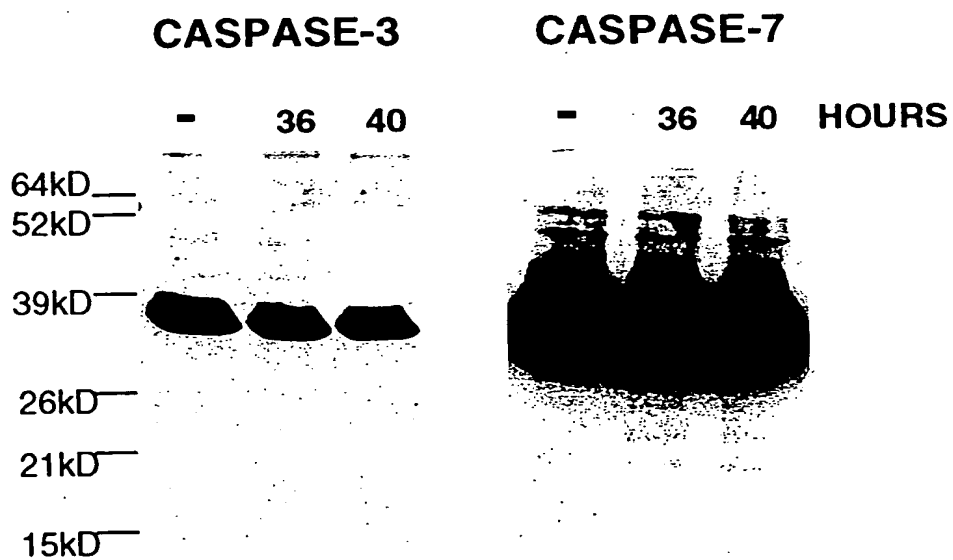 CASPASE-3 CASPASE-7
- 36 40 - 36 40 HOURS
64kD
52kD
39kD
26kD
21kD
15kD